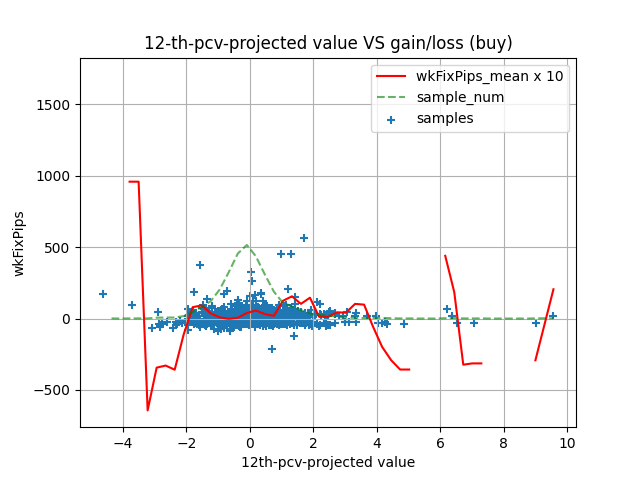 12-th-pcv-projected value VS gain/loss (buy)
wkFixPips_mean x 10
sample_num
samples
1500
1000
500
0
−500
wkFixPips
−4 −2 0 2 4 6 8 10
12th-pcv-projected value